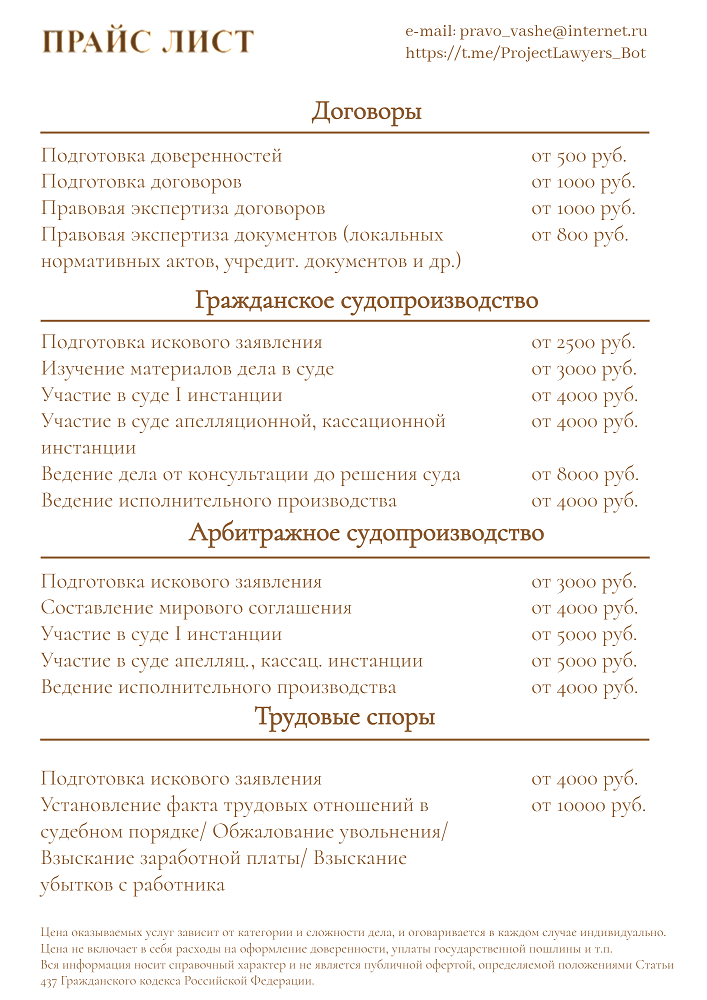 ПРАЙС ЛИСТ
e-mail: pravo_vashe@internet.ru
https://t.me/ProjectLawyers_Bot
Договоры
Подготовка доверенностей от 500 руб.
Подготовка договоров от 1000 руб.
Правовая экспертиза договоров от 1000 руб.
Правовая экспертиза документов (локальных от 800 руб.
нормативных актов, учредит. документов и др.)
Гражданское судопроизводство
Подготовка искового заявления от 2500 руб.
Изучение материалов дела в суде от 3000 руб.
Участие в суде I инстанции от 4000 руб.
Участие в суде апелляционной, кассационной от 4000 руб.
инстанции
Ведение дела от консультации до решения суда от 8000 руб.
Ведение исполнительного производства от 4000 руб.
Арбитражное судопроизводство
Подготовка искового заявления от 3000 руб.
Составление мирового соглашения от 4000 руб.
Участие в суде I инстанции от 5000 руб.
Участие в суде апелляц., кассац. инстанции от 5000 руб.
Ведение исполнительного производства от 4000 руб.
Трудовые споры
Подготовка искового заявления от 4000 руб.
Установление факта трудовых отношений в от 10000 руб.
судебном порядке/ Обжалование увольнения/
Взыскание заработной платы/ Взыскание
убытков с работника
Цена оказываемых услуг зависит от категории и сложности дела, и оговаривается в каждом случае индивидуально.
Цена не включает в себя расходы на оформление доверенности, уплаты государственной пошлины и т.п.
Вся информация носит справочный характер и не является публичной офертой, определяемой положениями Статьи
437 Гражданского кодекса Российской Федерации.